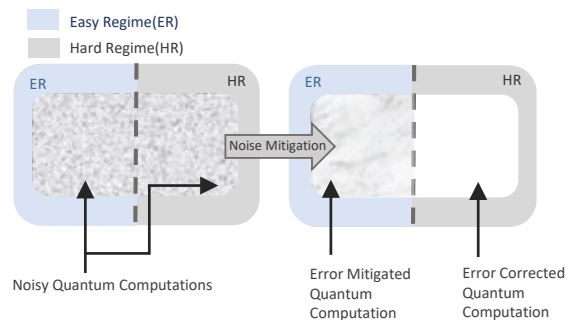 Easy Regime(ER)
Hard Regime(HR)
ER
HR
ER
HR
Noise Mitigation
Noisy Quantum Computations
Error Mitigated
Quantum
Computation
Error Corrected
Quantum
Computation